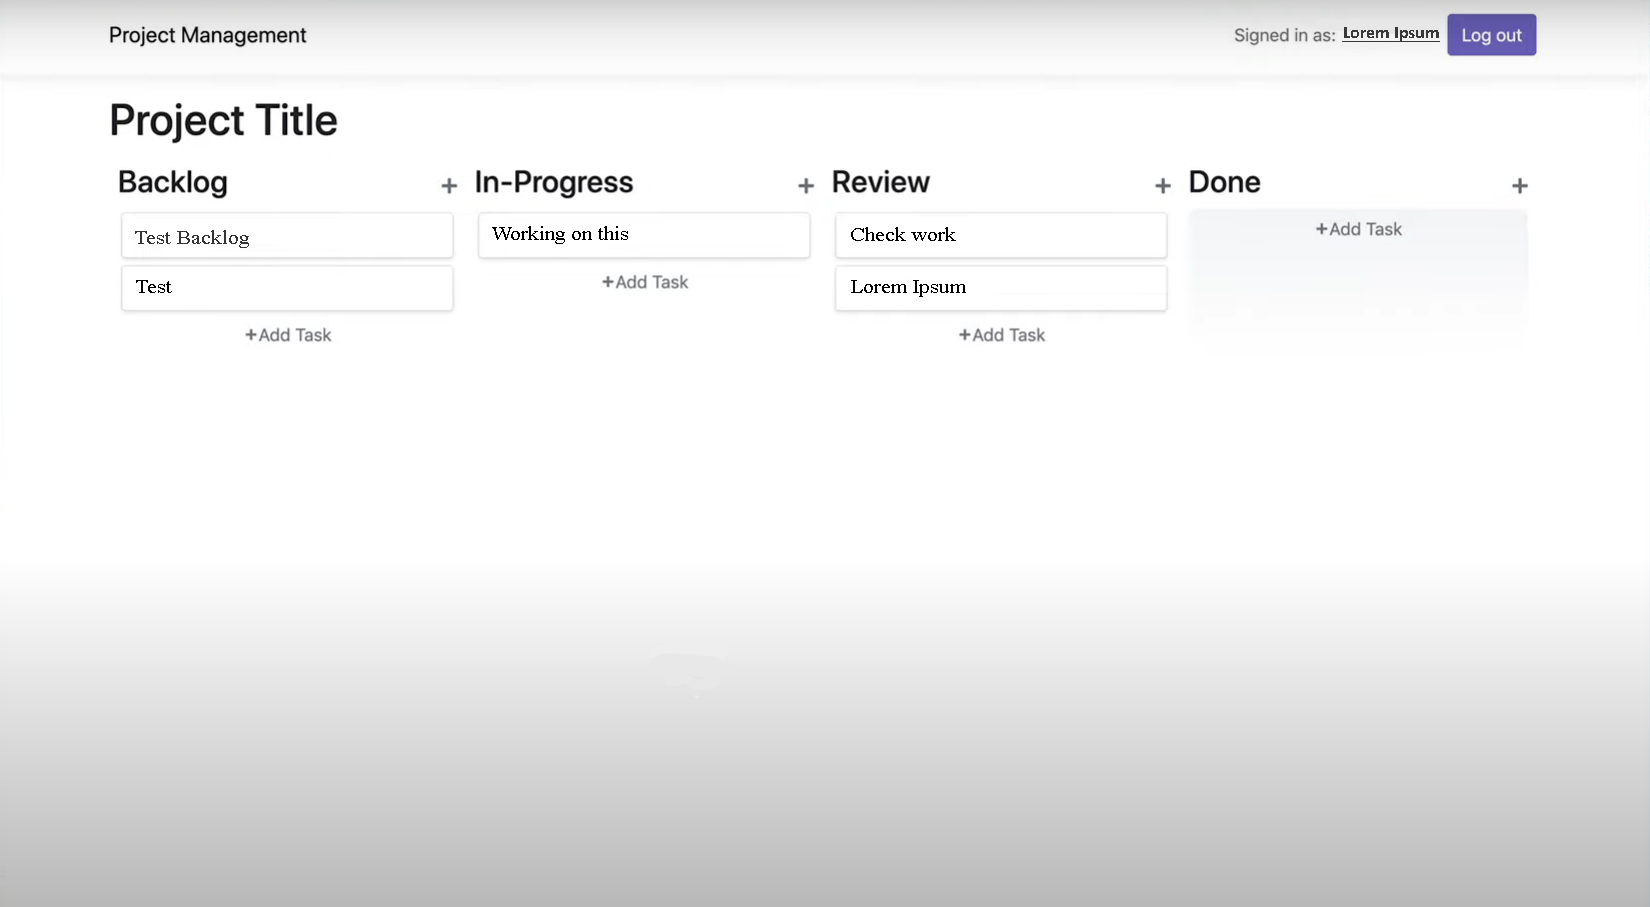 Project Management
Signed in as: Lorem Ipsum
Log out
Project Title
Backlog +
Test Backlog
Test
+Add Task
In-Progress +
Working on this
+Add Task
Review +
Check work
Lorem Ipsum
+Add Task
Done +
+Add Task